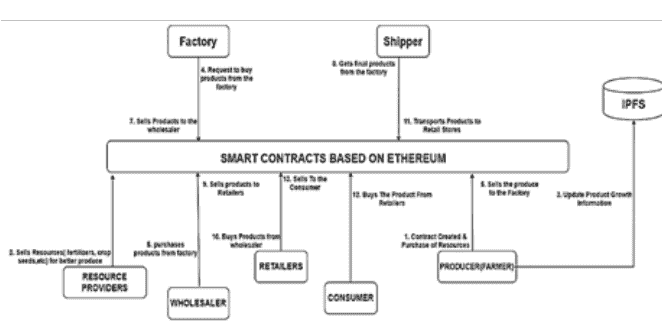 Factory
Shipper
4. Request to buy
products from the
factory
8. Gets final products
from the factory
IPFS
7. Sells Products to the
wholesaler
11. Transports Products to
Retail Stores
SMART CONTRACTS BASED ON ETHEREUM
9. Sells products to
Retailers
13. Sells To the
Consumer
12. Buys The Product From
Retailers
5. Sells the produce
to the Factory
3. Update Product Growth
Information
2. Sells Resources( fertilizers, crop
seeds,etc) for better produce
6. purchases
products from factory
10. Buys Products from
wholesaler
1. Contract Created &
Purchase of Resources
RESOURCE
PROVIDERS
WHOLESALER
RETAILERS
CONSUMER
PRODUCER(FARMER)